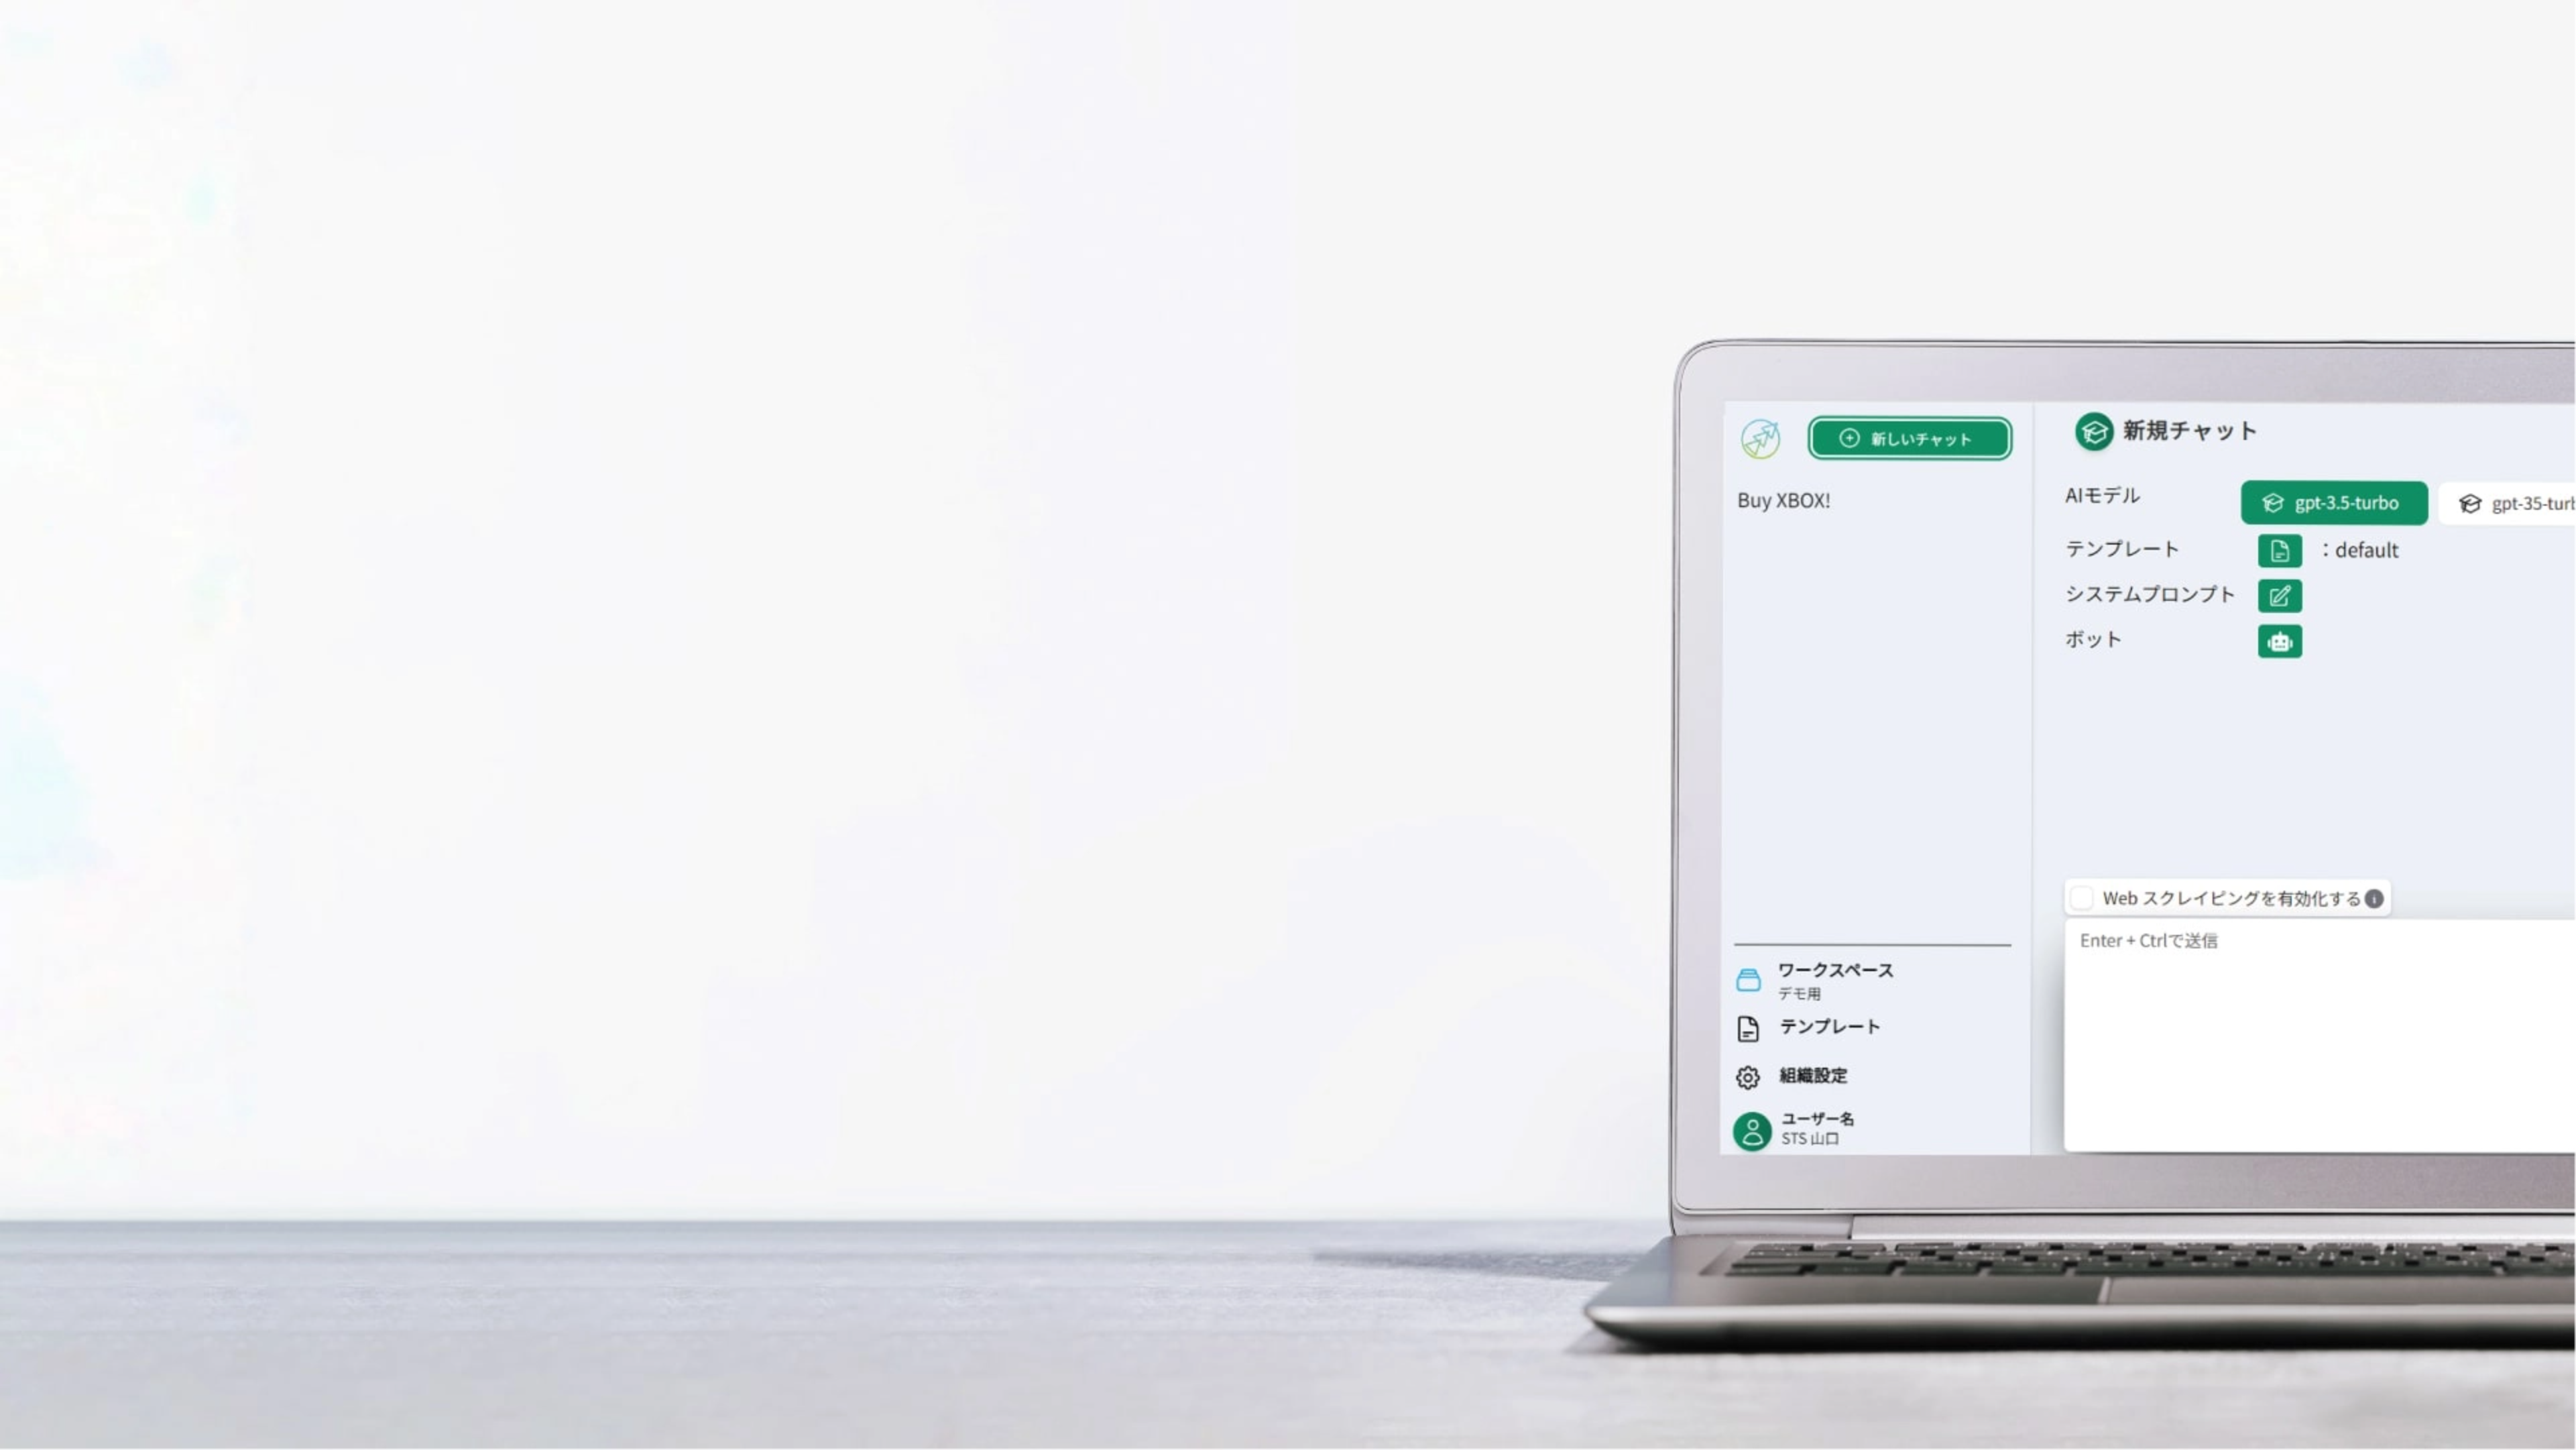 新しいチャット
Buy XBOX!
ワークスペース
デモ用
テンプレート
組織設定
ユーザー名
STS 山口
新規チャット
AIモデル
gpt-3.5-turbo
gpt-35-turb
テンプレート
：default
システムプロンプト
ボット
Web スクレイピングを有効化する
Enter + Ctrlで送信